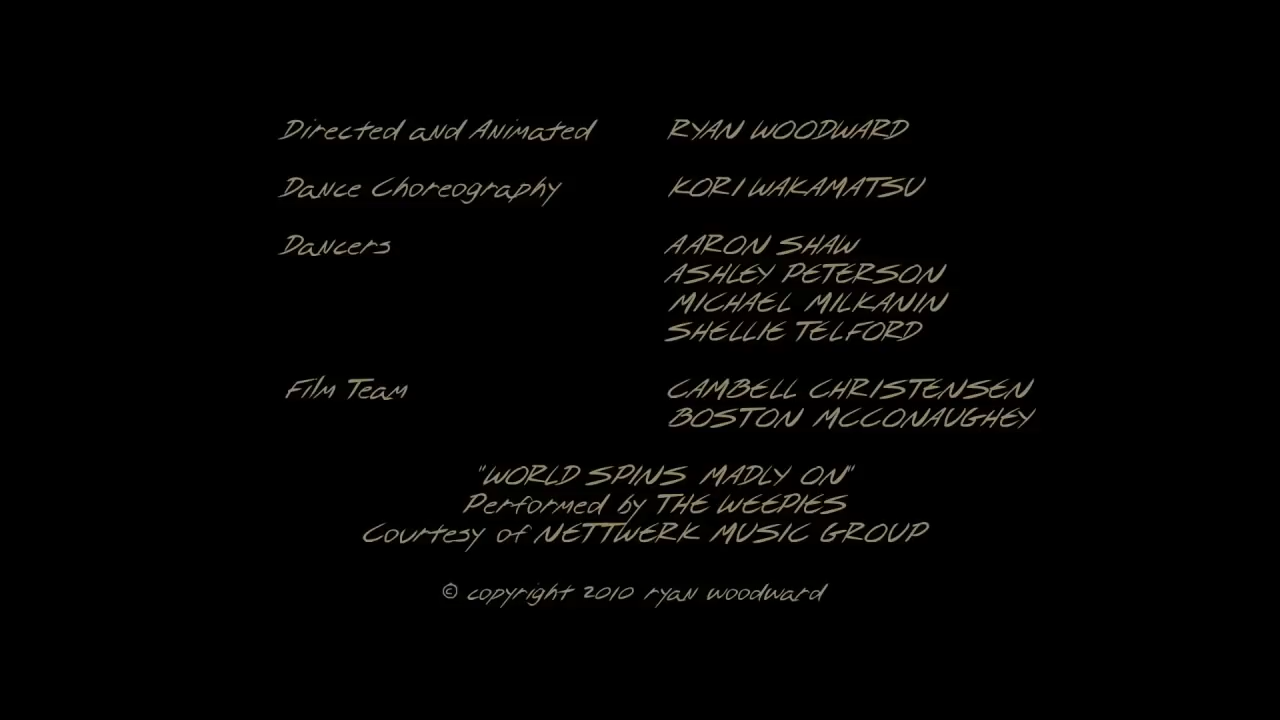 Directed and Animated RYAN WOODWARD
Dance Choreography KORI WAKAMATSU
Dancers AARON SHAW
ASHLEY PETERSON
MICHAEL MILKANIN
SHELLIE TELFORD
Film Team CAMBELL CHRISTENSEN
BOSTON MCCONAUGHEY
"WORLD SPINS MADLY ON"
Performed by THE WEEPIES
Courtesy of NETTWERK MUSIC GROUP
© copyright 2010 ryan woodward